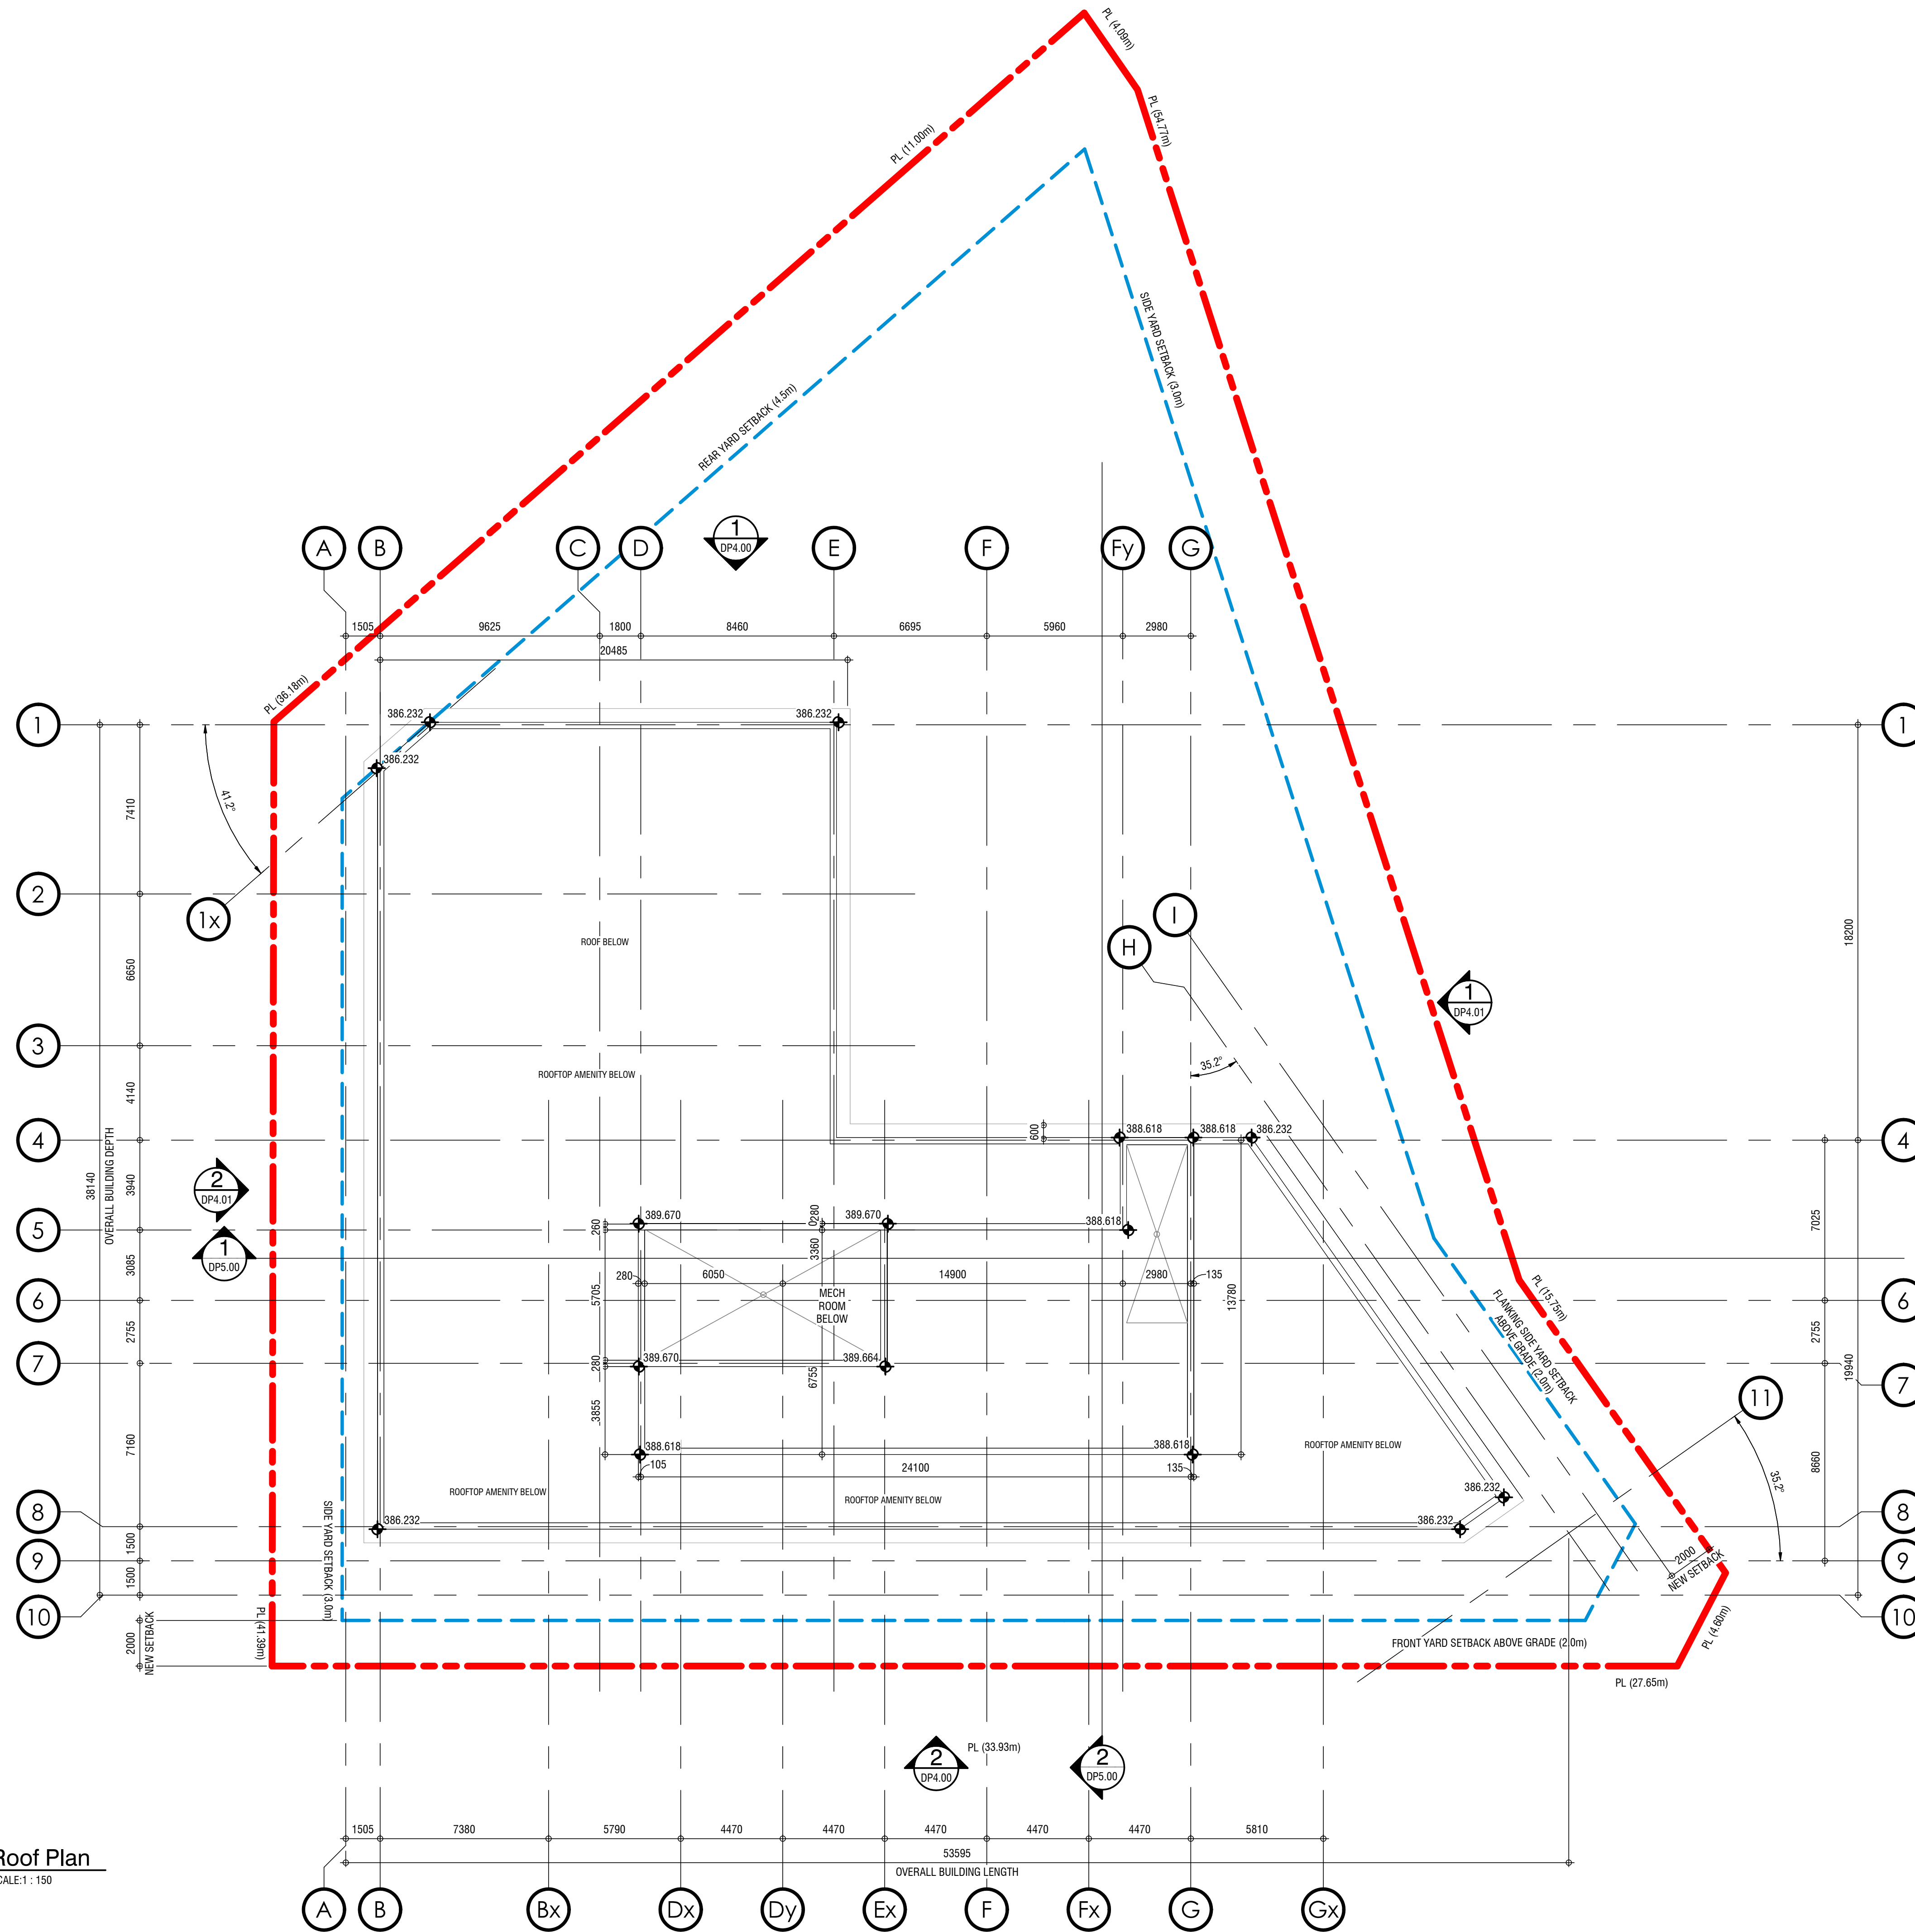 PL (4.09m)
PL (54.77m)
PL (11.00m)
SIDE YARD SETBACK (3.0m)
REAR YARD SETBACK (4.5m)
A
B
C
D
1
DP4.00
E
F
Fy
G
1505
9625
1800
8460
6695
5960
2980
20485
PL (36.18m)
1
386.232
386.232
1
386.232
41.2°
7410
2
1x
I
H
ROOF BELOW
18200
6650
1
DP4.01
3
35.2°
ROOFTOP AMENITY BELOW
4140
4
600
388.618
388.618
386.232
4
38140
OVERALL BUILDING DEPTH
2
DP4.01
3940
5
260
389.670
0280
389.670
388.618
7025
1
DP5.00
3085
3360
280
6050
14900
2980
135
5705
13780
6
MECH
ROOM
BELOW
PL (15.75m)
FLANKING SIDE YARD SETBACK
ABOVE GRADE (2.0m)
6
2755
2755
7
280
389.670
389.664
6755
19940
7
11
3855
7160
388.618
388.618
ROOFTOP AMENITY BELOW
8660
105
24100
135
35.2°
ROOFTOP AMENITY BELOW
ROOFTOP AMENITY BELOW
386.232
8
386.232
386.232
8
1500
SIDE YARD SETBACK (3.0m)
9
2000
NEW SETBACK
9
1500
10
10
2000
NEW SETBACK
PL (41.39m)
FRONT YARD SETBACK ABOVE GRADE (2.0m)
PL (4.60m)
PL (27.65m)
2
DP4.00
PL (33.93m)
2
DP5.00
1505
7380
5790
4470
4470
4470
4470
4470
5810
53595
OVERALL BUILDING LENGTH
Roof Plan
CALE:1 : 150
A
B
Bx
Dx
Dy
Ex
F
Fx
G
Gx